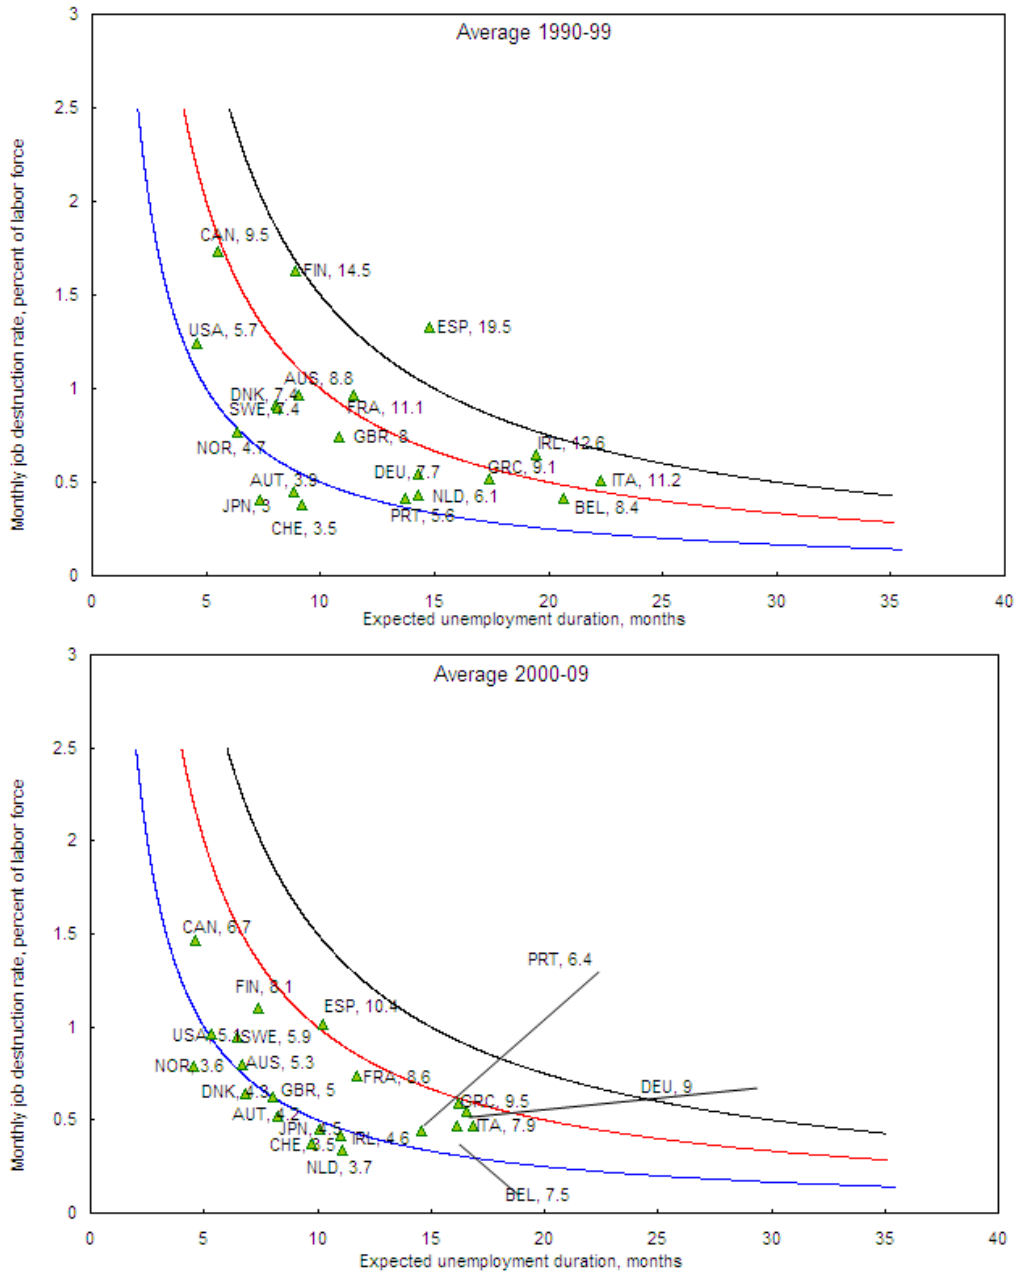 Average 1990-99
Monthly job destruction rate, percent of labor force
3
2.5
2
1.5
1
0.5
0
CAN, 9.5
FIN, 14.5
ESP, 19.5
USA, 5.7
AUS, 8.8
DNK, 7.4
SWE, 7.4
FRA, 11.1
GBR, 8
NOR, 4.7
IRL, 12.6
DEU, 7.7
GRC, 9.1
AUT, 3.9
ITA, 11.2
JPN, 3
NLD, 6.1
BEL, 8.4
PRT, 5.6
CHE, 3.5
0 5 10 15 20 25 30 35 40
Expected unemployment duration, months
Average 2000-09
Monthly job destruction rate, percent of labor force
3
2.5
2
1.5
1
0.5
0
CAN, 6.7
PRT, 6.4
FIN, 8.1
ESP, 10.4
USA, 5.1
SWE, 5.9
NOR, 3.6
AUS, 5.3
FRA, 8.6
DEU, 9
DNK, 4.3
GBR, 5
GRC, 9.5
AUT, 4.2
JPN, 4.5
IRL, 4.6
ITA, 7.9
CHE, 3.5
NLD, 3.7
BEL, 7.5
0 5 10 15 20 25 30 35 40
Expected unemployment duration, months